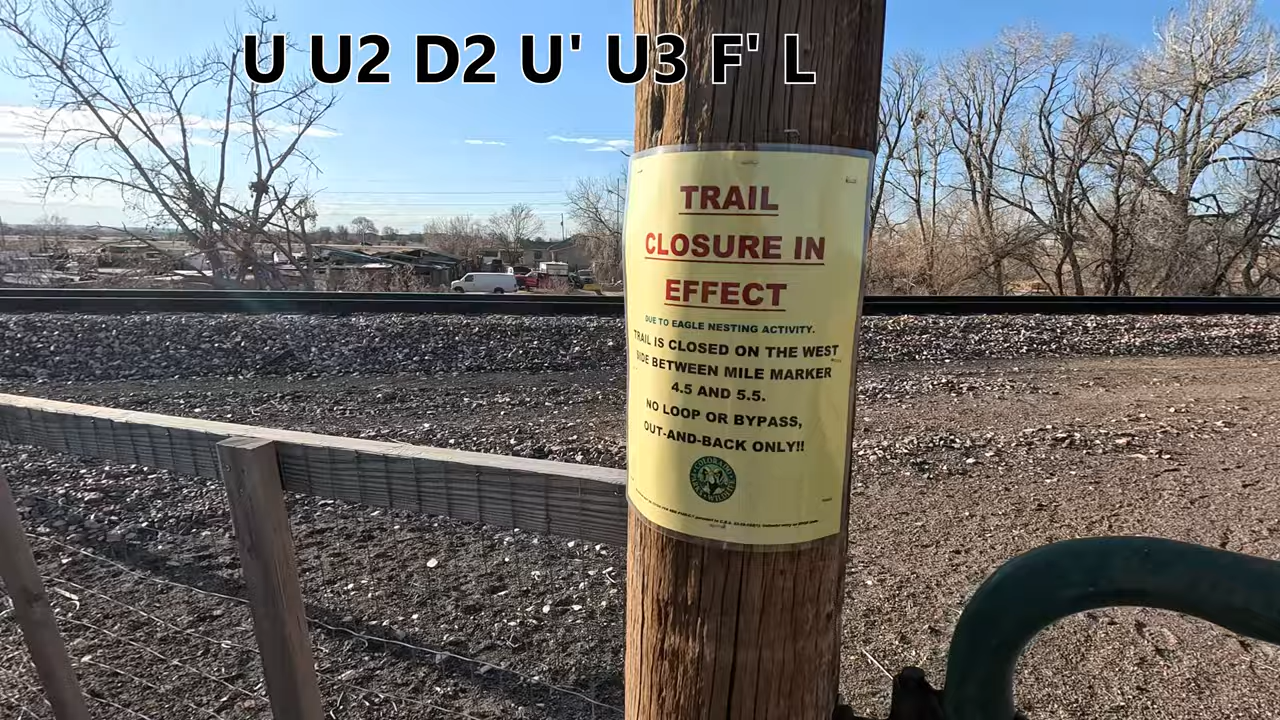 U U2 D2 U' U3 F' L
TRAIL
CLOSURE IN
EFFECT
DUE TO EAGLE NESTING ACTIVITY.
TRAIL IS CLOSED ON THE WEST
SIDE BETWEEN MILE MARKER
4.5 AND 5.5.
NO LOOP OR BYPASS,
OUT-AND-BACK ONLY!!
COLORADO